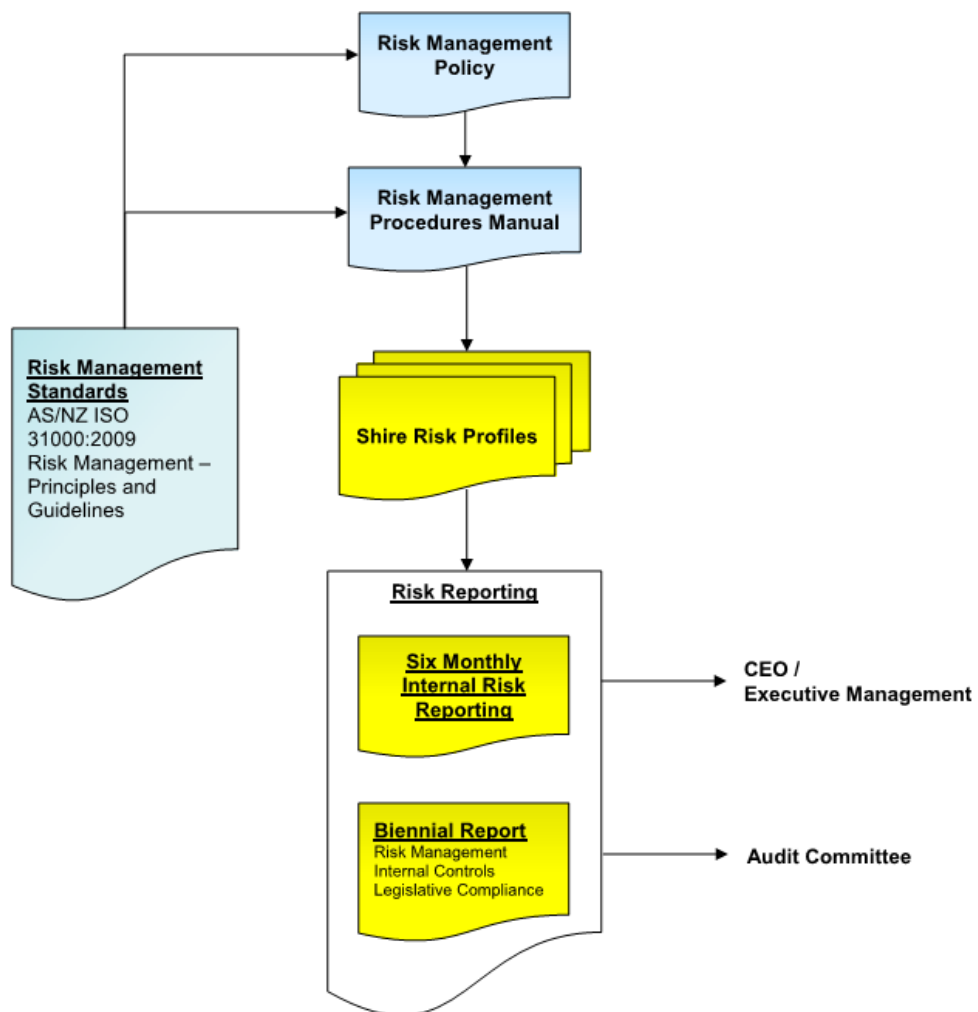 Risk Management
Policy
Risk Management
Procedures Manual
Risk Management
Standards
AS/NZ ISO
31000:2009
Risk Management –
Principles and
Guidelines
Shire Risk Profiles
Risk Reporting
Six Monthly
Internal Risk
Reporting
CEO /
Executive Management
Biennial Report
Risk Management
Internal Controls
Legislative Compliance
Audit Committee